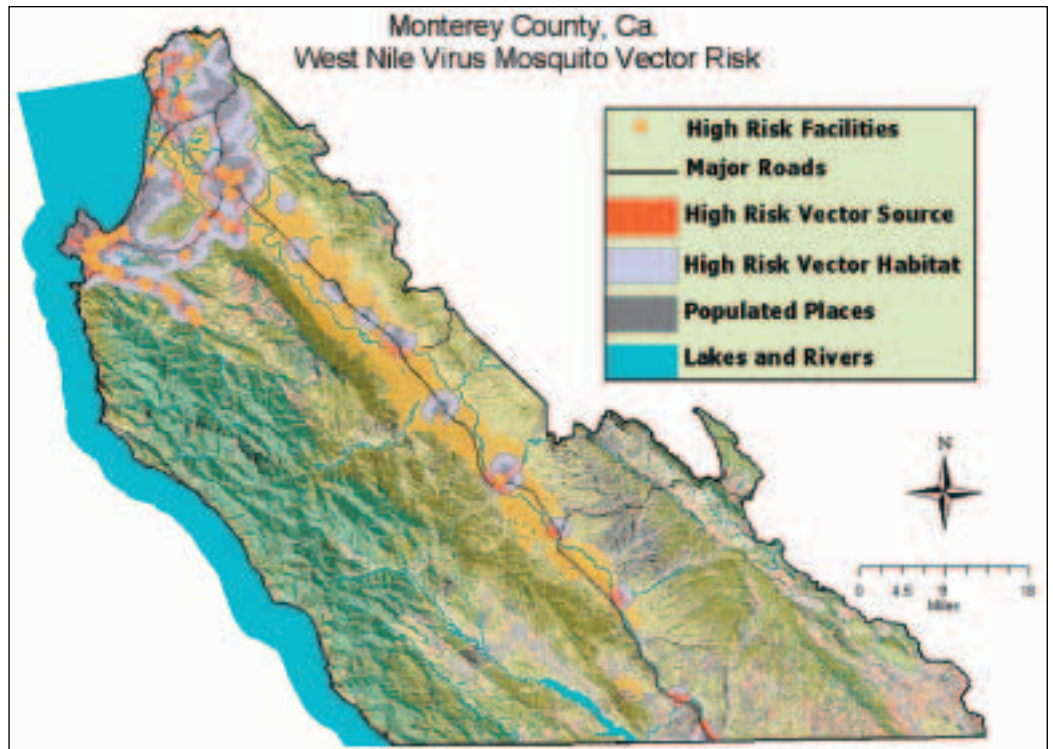 Monterey County, Ca.
West Nile Virus Mosquito Vector Risk
High Risk Facilities
Major Roads
High Risk Vector Source
High Risk Vector Habitat
Populated Places
Lakes and Rivers
N
0 4.5 9 18
Miles